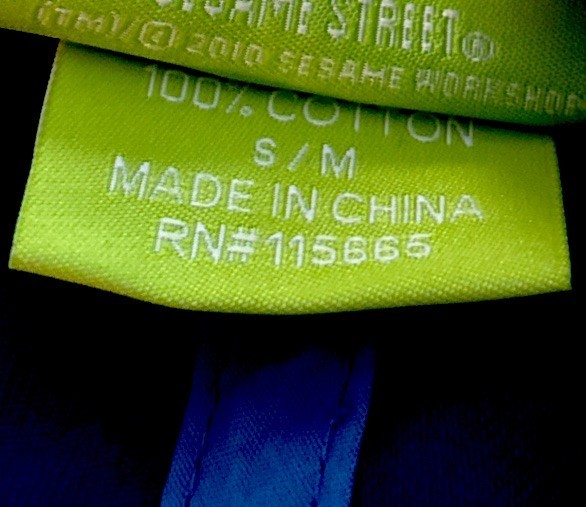 SESAME STREET®
(TM)/© 2010 SESAME WORKSHOP
100% COTTON
S/M
MADE IN CHINA
RN#115665